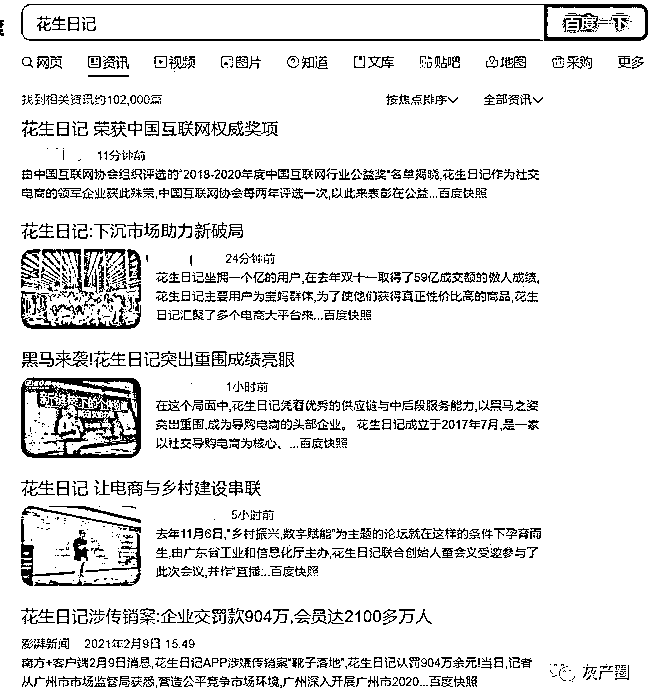 花生日记
百度一下
网页 资讯 视频 图片 知道 文库 贴吧 地图 采购 更多
找到相关资讯约102,000篇 按焦点排序 全部资讯
花生日记 荣获中国互联网权威奖项
11分钟前
由中国互联网协会组织评选的"2018-2020年度中国互联网行业公益奖"名单揭晓,花生日记作为社交
电商的领军企业获此殊荣,中国互联网协会每两年评选一次,以此来表彰在公益...百度快照
花生日记:下沉市场助力新破局
24分钟前
花生日记坐拥一个亿的用户,在去年双十一取得了59亿成交额的傲人成绩,
花生日记主要用户为宝妈群体,为了使他们获得真正性价比高的商品,花生
日记汇聚了多个电商大平台来...百度快照
黑马来袭!花生日记突出重围成绩亮眼
1小时前
在这个局面中,花生日记凭着优秀的供应链与中后段服务能力,以黑马之姿
突出重围,成为导购电商的头部企业。 花生日记成立于2017年7月,是一家
以社交导购电商为核心、...百度快照
花生日记 让电商与乡村建设串联
5小时前
去年11月6日,"乡村振兴,数字赋能"为主题的论坛就在这样的条件下孕育而
生,由广东省工业和信息化厅主办,花生日记联合创始人童会议受邀参与了
此次会议,并作"直播...百度快照
花生日记涉传销案:企业交罚款904万,会员达2100多万人
澎湃新闻 2021年2月9日 15:49
南方+客户端2月9日消息,花生日记APP涉嫌传销案"靴子落地",花生日记认罚904万余元!当日,记者
从广州市市场监管局获悉,营造公平竞争市场环境,广州深入开展广州市2020...百度快照
灰产圈